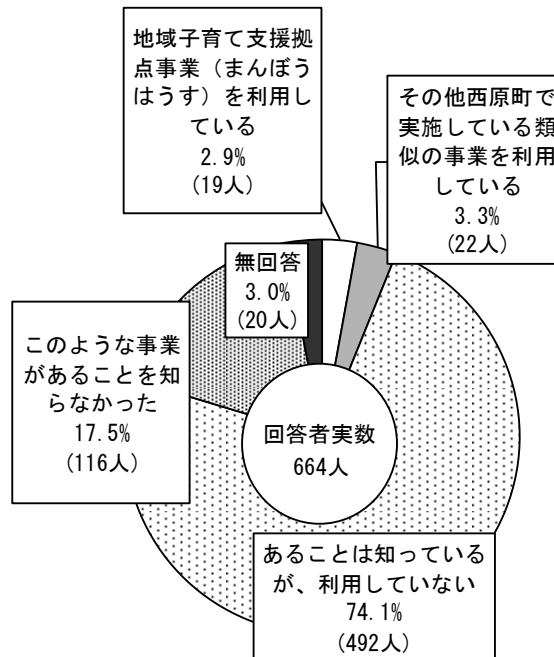 地域子育て支援拠
点事業（まんぼう
はうす）を利用し
ている
2.9%
(19人)
その他西原町で
実施している類
似の事業を利用
している
3.3%
(22人)
無回答
3.0%
(20人)
このような事業
があることを知
らなかった
17.5%
(116人)
回答者実数
664人
あることは知っている
が、利用していない
74.1%
(492人)